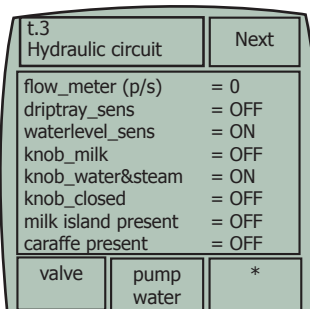 t.3
Hydraulic circuit
Next
flow_meter (p/s) = 0
driptray_sens = OFF
waterlevel_sens = ON
knob_milk = OFF
knob_water&steam = ON
knob_closed = OFF
milk island present = OFF
caraffe present = OFF
valve
pump
water
*